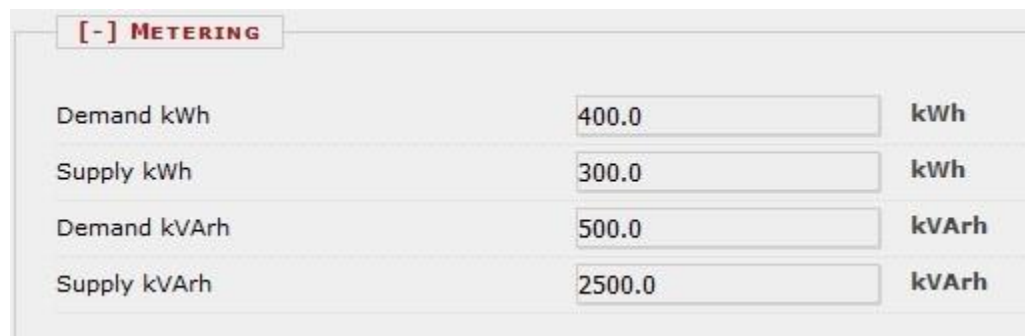 [-] METERING
Demand kWh 400.0 kWh
Supply kWh 300.0 kWh
Demand kVArh 500.0 kVArh
Supply kVArh 2500.0 kVArh